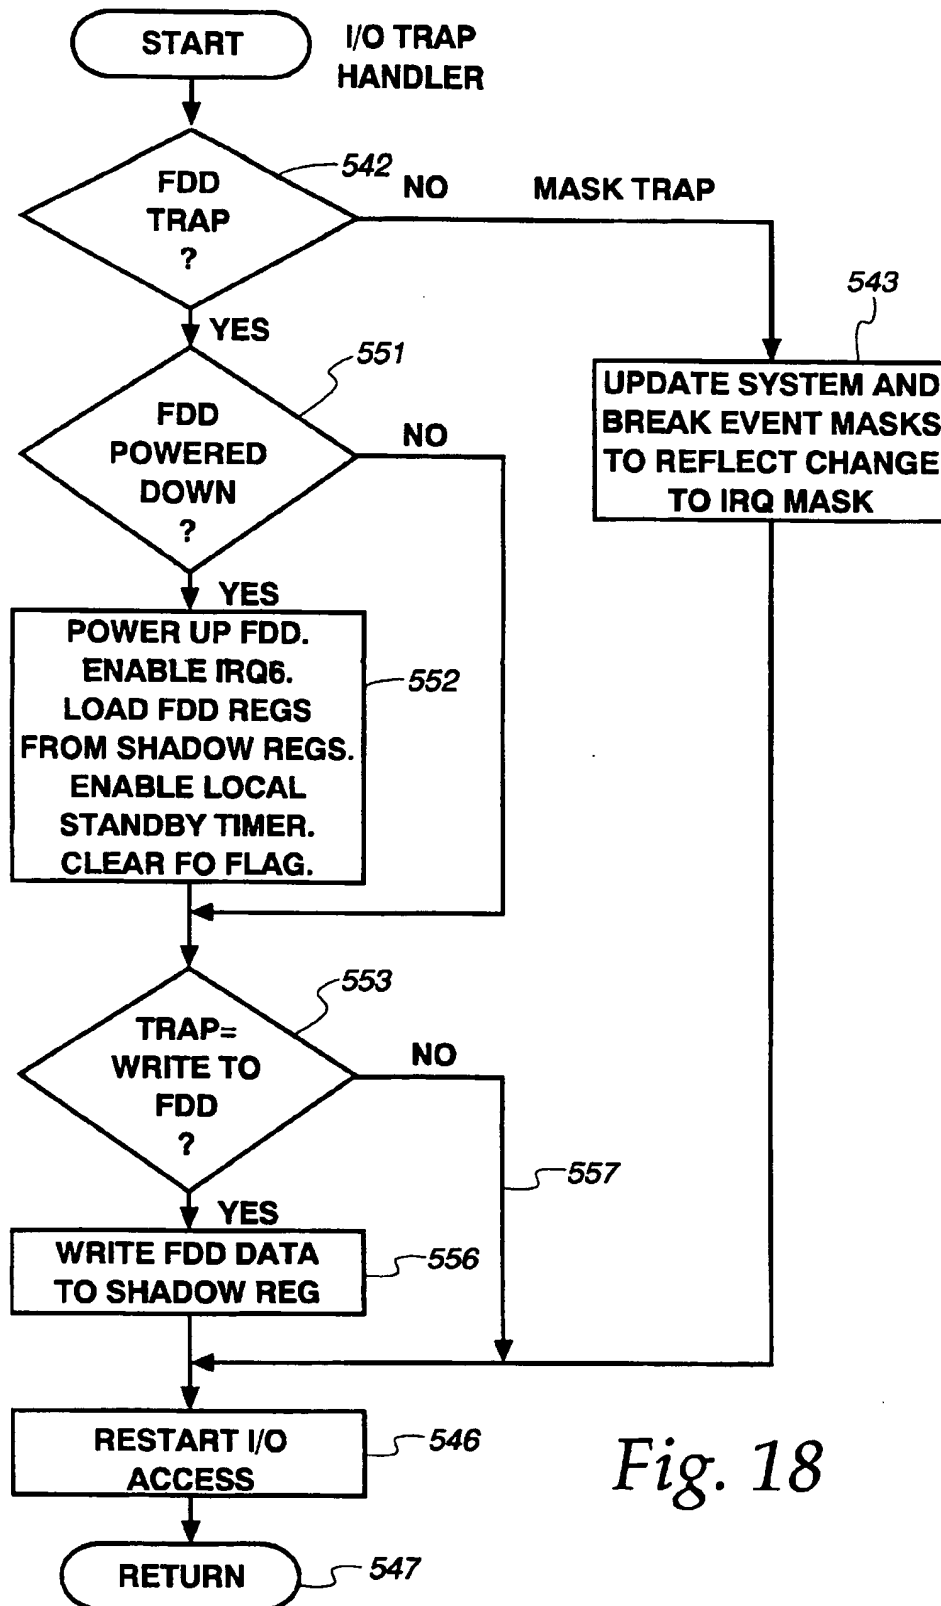 START
I/O TRAP
HANDLER
FDD
TRAP
?
542
NO
MASK TRAP
YES
543
UPDATE SYSTEM AND
BREAK EVENT MASKS
TO REFLECT CHANGE
TO IRQ MASK
FDD
POWERED
DOWN
?
551
NO
YES
POWER UP FDD.
ENABLE IRQ6.
LOAD FDD REGS
FROM SHADOW REGS.
ENABLE LOCAL
STANDBY TIMER.
CLEAR FO FLAG.
552
TRAP=
WRITE TO
FDD
?
553
NO
557
YES
WRITE FDD DATA
TO SHADOW REG
556
RESTART I/O
ACCESS
546
RETURN
547
Fig. 18